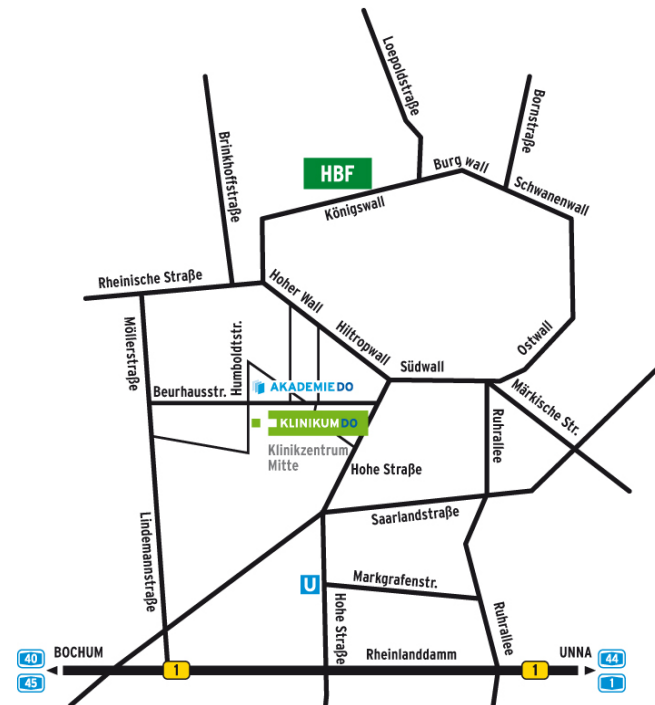 Loepoldstraße
Bornstraße
Brinkhoffstraße
HBF
Burg wall
Schwanenwall
Königswall
Rheinische Straße
Hoher Wall
Möllerstraße
Humboldtstr.
Hiltropwall
Ostwall
Südwall
Beurhausstr.
AKADEMIEDO
Märkische Str.
KLINIKUMDO
Ruhrallee
Klinikzentrum
Mitte
Hohe Straße
Lindemannstraße
Saarlandstraße
U
Markgrafenstr.
Hohe Straße
Ruhrallee
40
BOCHUM
Rheinlanddamm
UNNA
44
1
1
45
1